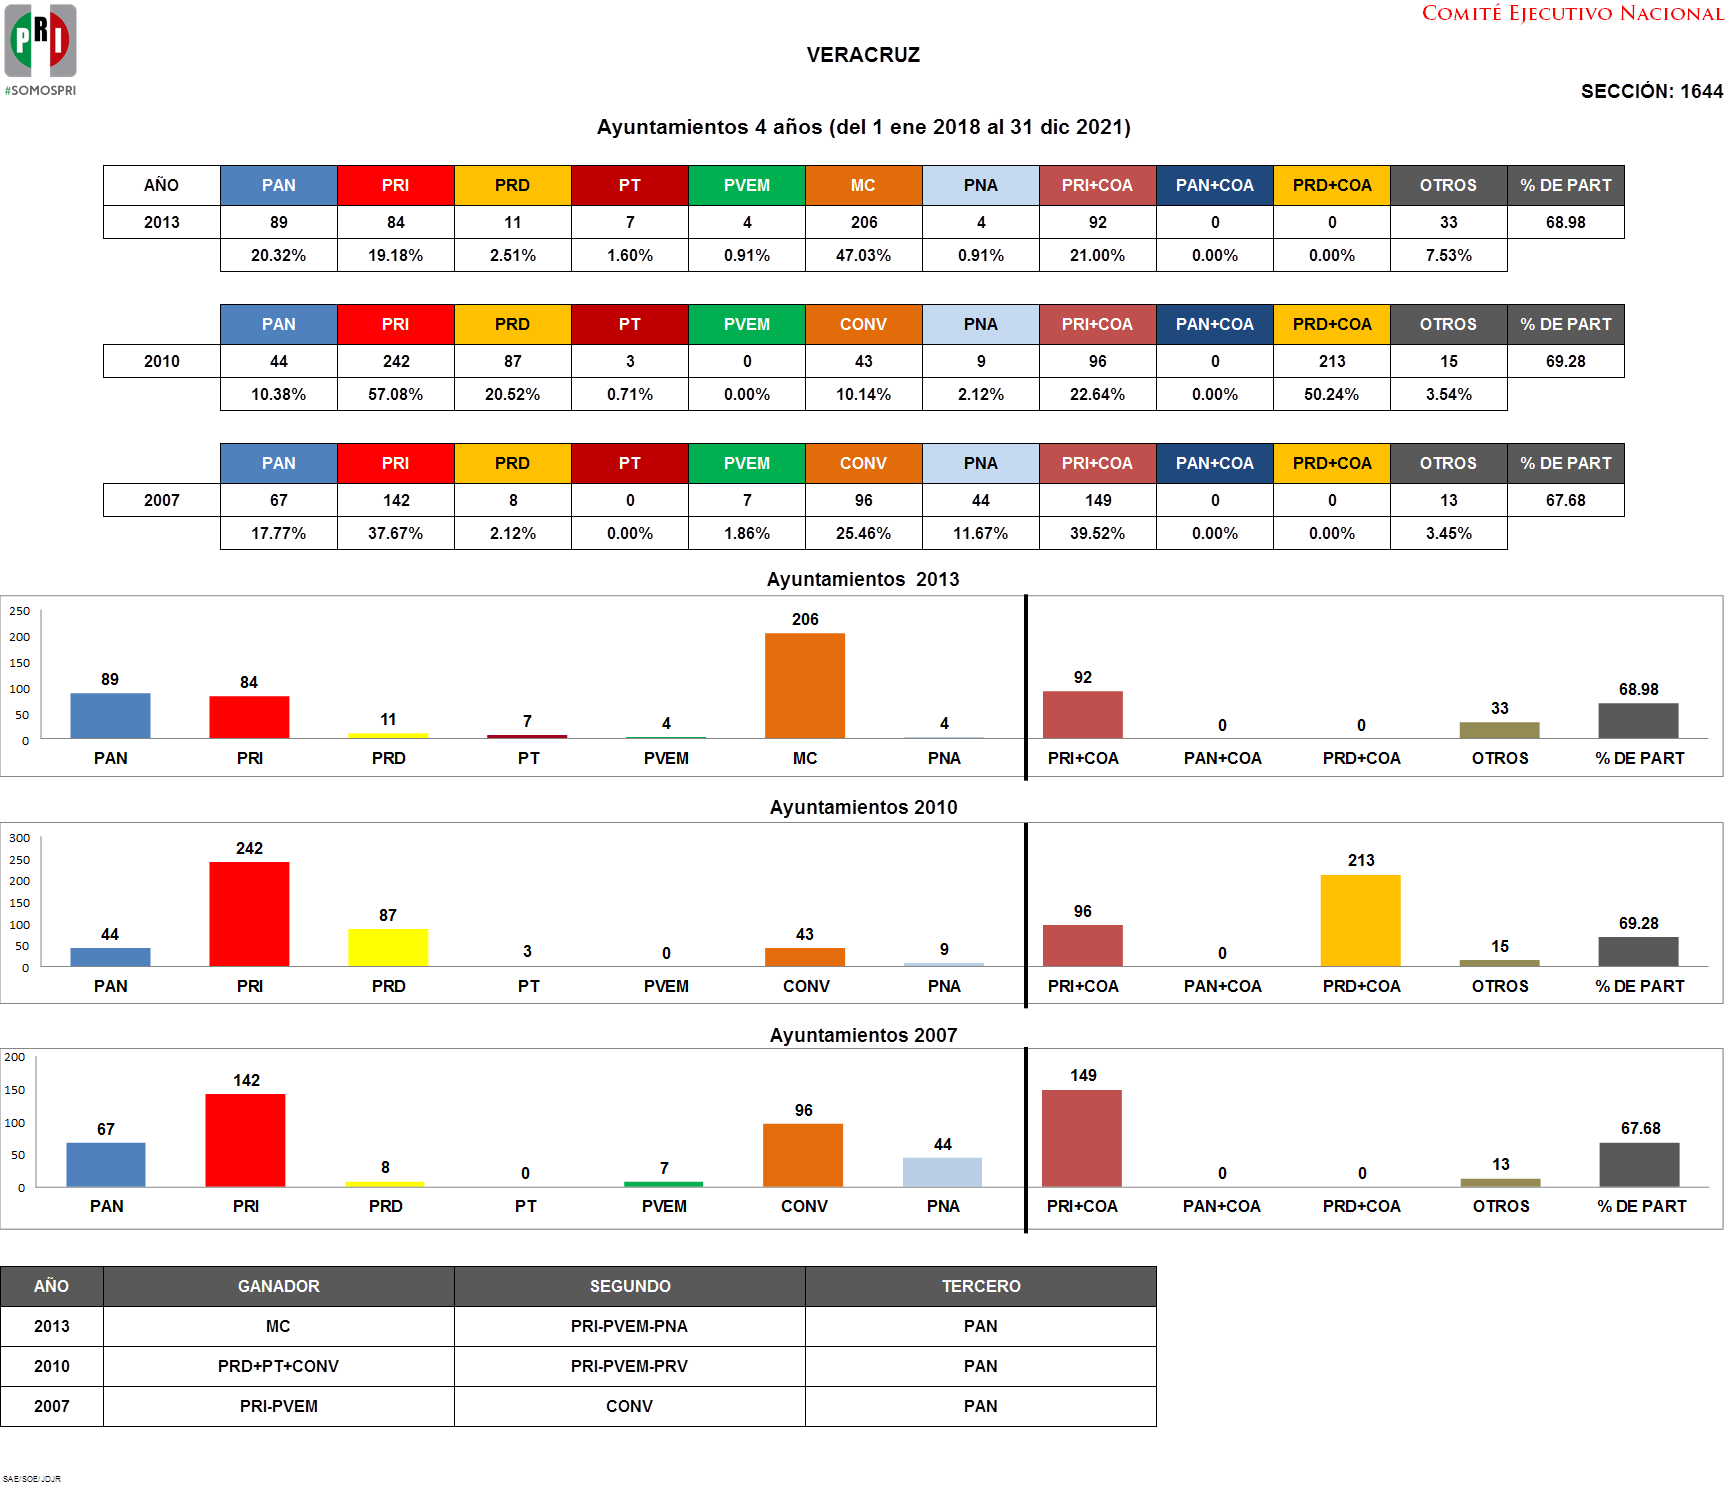 PRI
#SOMOSPRI
COMITÉ EJECUTIVO NACIONAL
VERACRUZ
SECCIÓN: 1644
Ayuntamientos 4 años (del 1 ene 2018 al 31 dic 2021)
AÑO PAN PRI PRD PT PVEM MC PNA PRI+COA PAN+COA PRD+COA OTROS % DE PART
2013 89 84 11 7 4 206 4 92 0 0 33 68.98
20.32% 19.18% 2.51% 1.60% 0.91% 47.03% 0.91% 21.00% 0.00% 0.00% 7.53%
PAN PRI PRD PT PVEM CONV PNA PRI+COA PAN+COA PRD+COA OTROS % DE PART
2010 44 242 87 3 0 43 9 96 0 213 15 69.28
10.38% 57.08% 20.52% 0.71% 0.00% 10.14% 2.12% 22.64% 0.00% 50.24% 3.54%
PAN PRI PRD PT PVEM CONV PNA PRI+COA PAN+COA PRD+COA OTROS % DE PART
2007 67 142 8 0 7 96 44 149 0 0 13 67.68
17.77% 37.67% 2.12% 0.00% 1.86% 25.46% 11.67% 39.52% 0.00% 0.00% 3.45%
Ayuntamientos 2013
250
200
150
100
50
0
89 84 11 7 4 206 4 92 0 0 33 68.98
PAN PRI PRD PT PVEM MC PNA PRI+COA PAN+COA PRD+COA OTROS % DE PART
Ayuntamientos 2010
300
250
200
150
100
50
0
44 242 87 3 0 43 9 96 0 213 15 69.28
PAN PRI PRD PT PVEM CONV PNA PRI+COA PAN+COA PRD+COA OTROS % DE PART
Ayuntamientos 2007
200
150
100
50
0
67 142 8 0 7 96 44 149 0 0 13 67.68
PAN PRI PRD PT PVEM CONV PNA PRI+COA PAN+COA PRD+COA OTROS % DE PART
AÑO GANADOR SEGUNDO TERCERO
2013 MC PRI-PVEM-PNA PAN
2010 PRD+PT+CONV PRI-PVEM-PRV PAN
2007 PRI-PVEM CONV PAN
SAE/SOE/JDJR